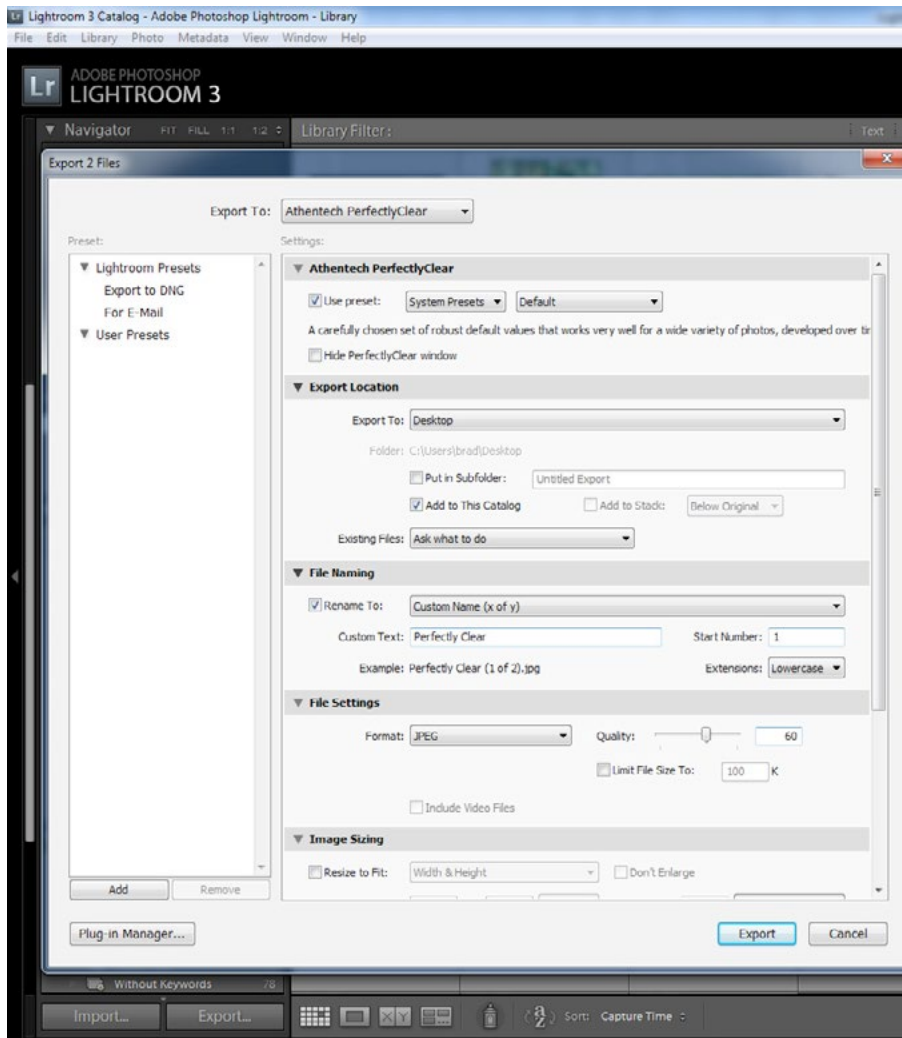 Lightroom 3 Catalog - Adobe Photoshop Lightroom - Library
File Edit Library Photo Metadata View Window Help
Lr ADOBE PHOTOSHOP
LIGHTROOM 3
Navigator FIT FILL 1:1 1:2 Library Filter: Text
Export 2 Files
Export To: Athentech PerfectlyClear
Preset: Settings:
Lightroom Presets
Export to DNG
For E-Mail
User Presets
Athentech PerfectlyClear
Use preset: System Presets Default
A carefully chosen set of robust default values that works very well for a wide variety of photos, developed over tir
Hide PerfectlyClear window
Export Location
Export To: Desktop
Folder: C:\Users\brad\Desktop
Put in Subfolder: Untitled Export
Add to This Catalog Add to Stack: Below Original
Existing Files: Ask what to do
File Naming
Rename To: Custom Name (x of y)
Custom Text: Perfectly Clear Start Number: 1
Example: Perfectly Clear (1 of 2).jpg Extensions: Lowercase
File Settings
Format: JPEG Quality: 60
Limit File Size To: 100 K
Include Video Files
Image Sizing
Resize to Fit: Width & Height Don't Enlarge
Add Remove
Plug-in Manager... Export Cancel
Without Keywords 78
Import... Export... XY Sort: Capture Time